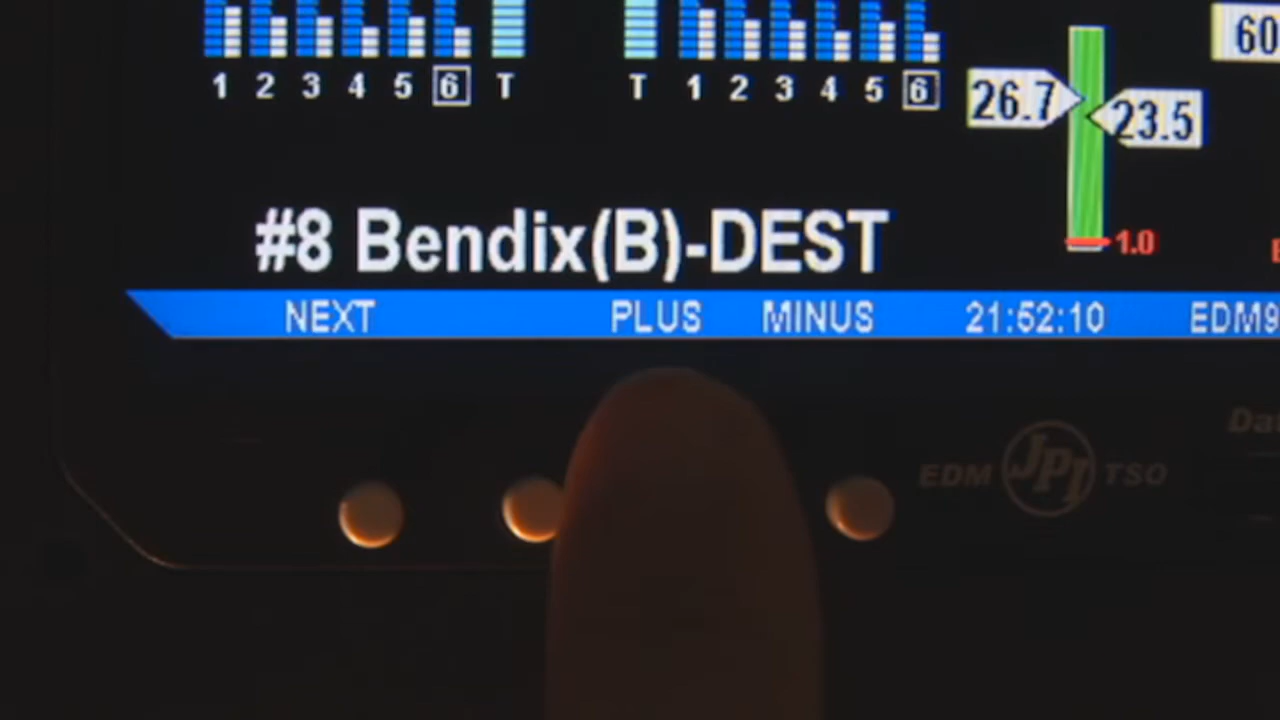 60
1 2 3 4 5 6 T T 1 2 3 4 5 6
26.7 23.5
#8 Bendix(B)-DEST
1.0
NEXT PLUS MINUS 21:52:10 EDM9
EDM JPI TSO